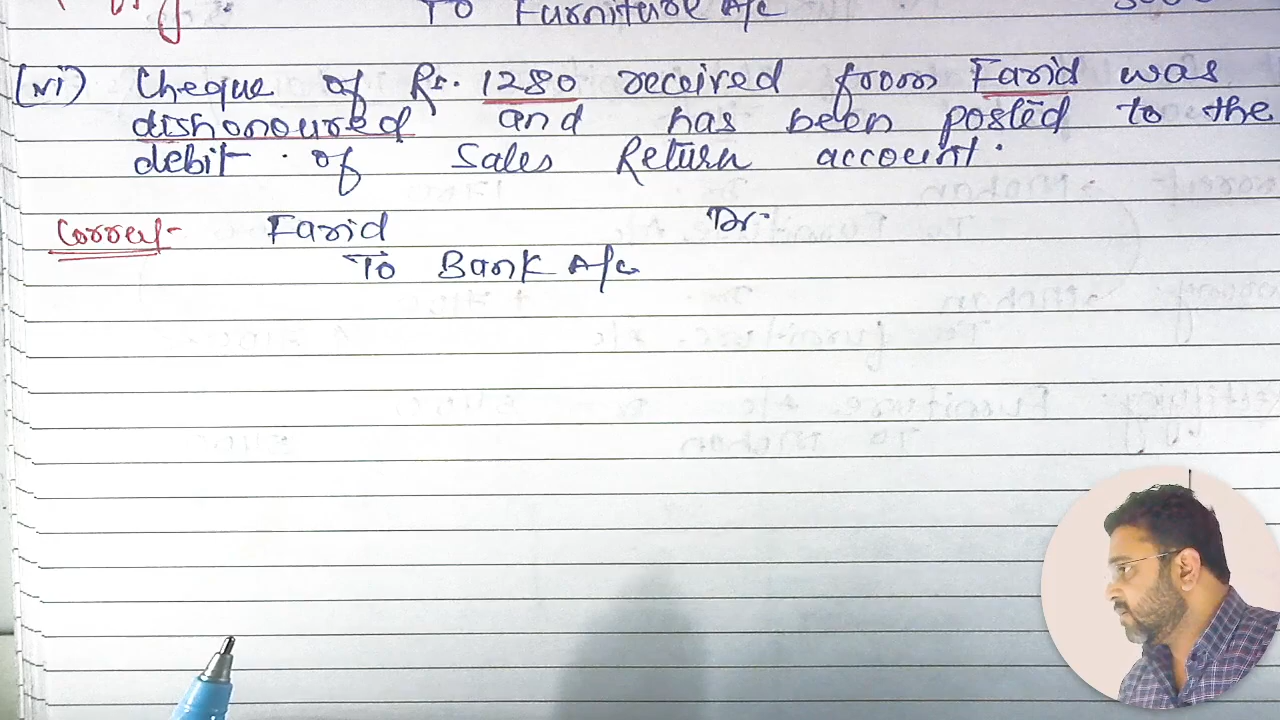 To Furniture A/c
(vi) Cheque of Rs. 1280 received from Farid was
dishonoured and has been posted to the
debit of Sales Return account.
Correct- Farid Dr.
To Bank A/c